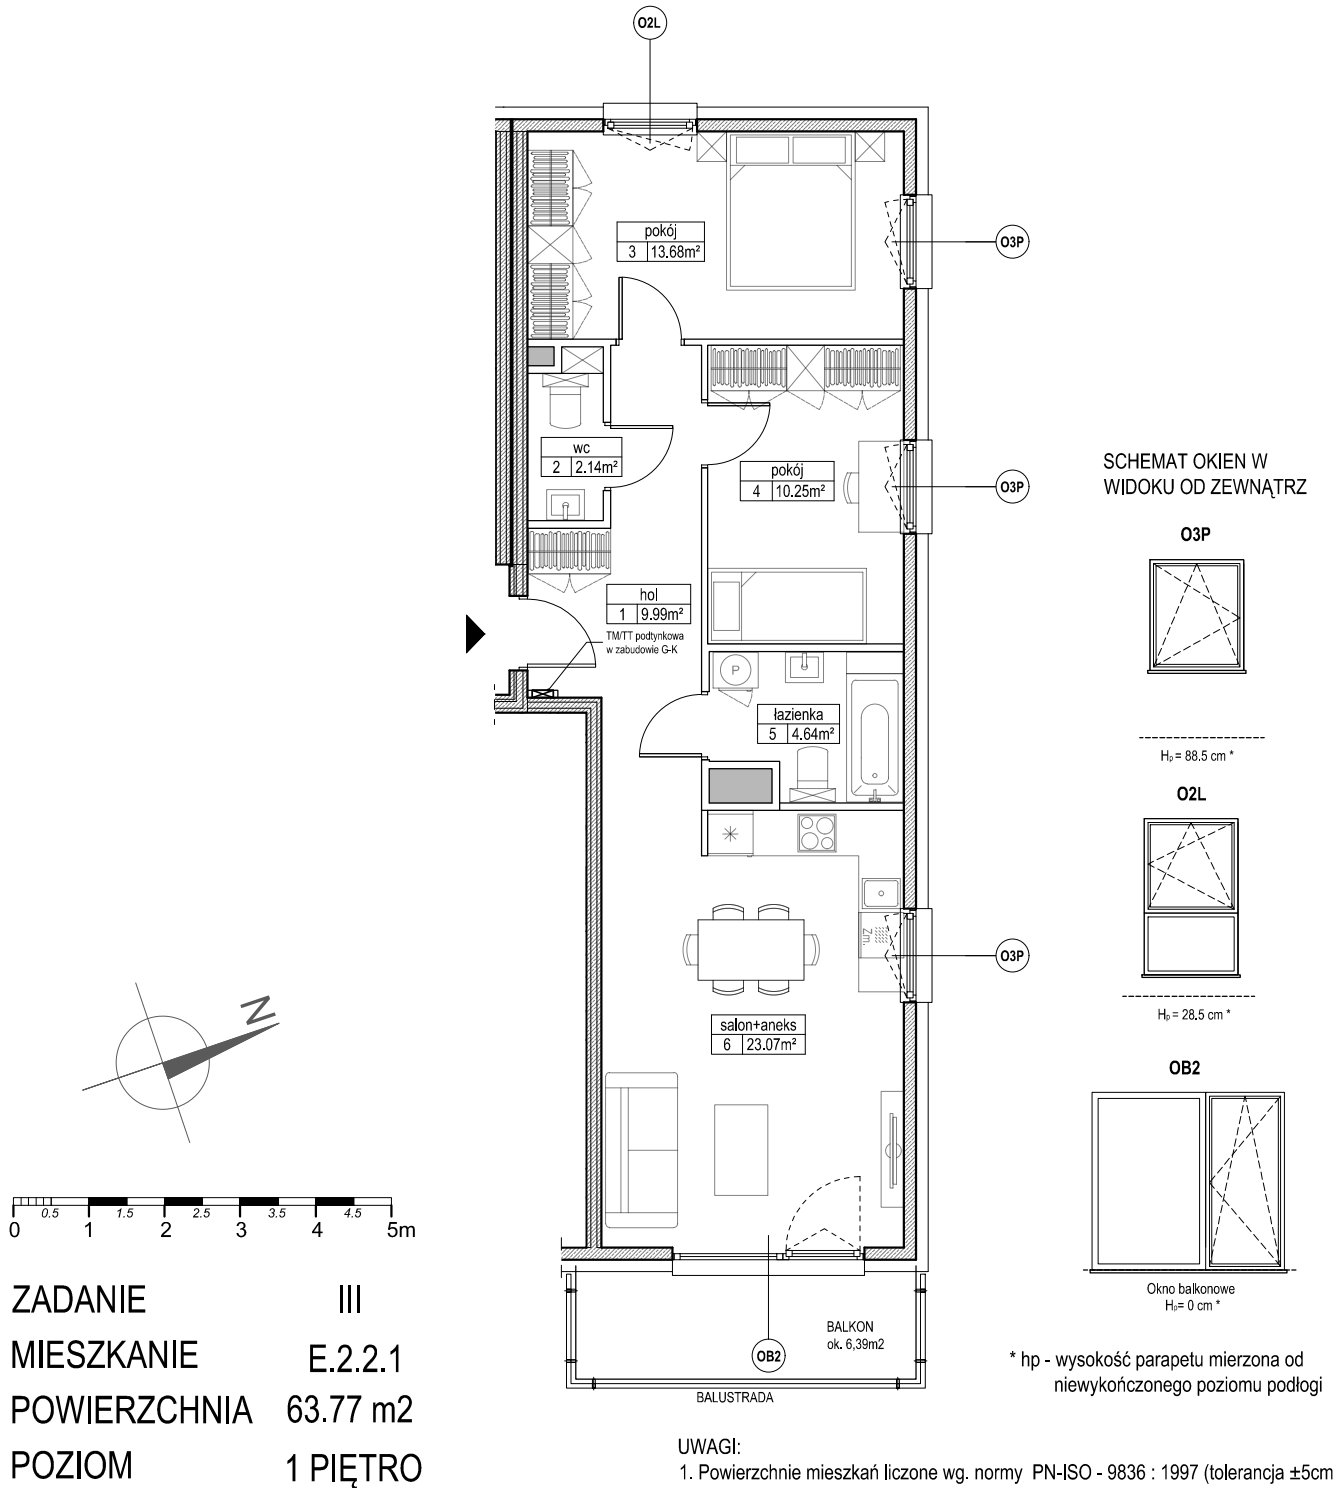 O2L
pokój
3 13.68m²
O3P
wc
2 2.14m²
pokój
4 10.25m²
O3P
hol
1 9.99m²
TM/TT podtynkowa
w zabudowie G-K
P
łazienka
5 4.64m²
Zm.
O3P
salon+aneks
6 23.07m²
BALKON
ok. 6,39m2
OB2
BALUSTRADA
SCHEMAT OKIEN W
WIDOKU OD ZEWNĄTRZ
O3P
Hp = 88.5 cm *
O2L
Hp = 28.5 cm *
OB2
Okno balkonowe
Hp= 0 cm *
* hp - wysokość parapetu mierzona od
niewykończonego poziomu podłogi
N
0.5 1.5 2.5 3.5 4.5
0 1 2 3 4 5m
ZADANIE III
MIESZKANIE E.2.2.1
POWIERZCHNIA 63.77 m2
POZIOM 1 PIĘTRO
UWAGI:
1. Powierzchnie mieszkań liczone wg. normy PN-ISO - 9836 : 1997 (tolerancja ±5cm